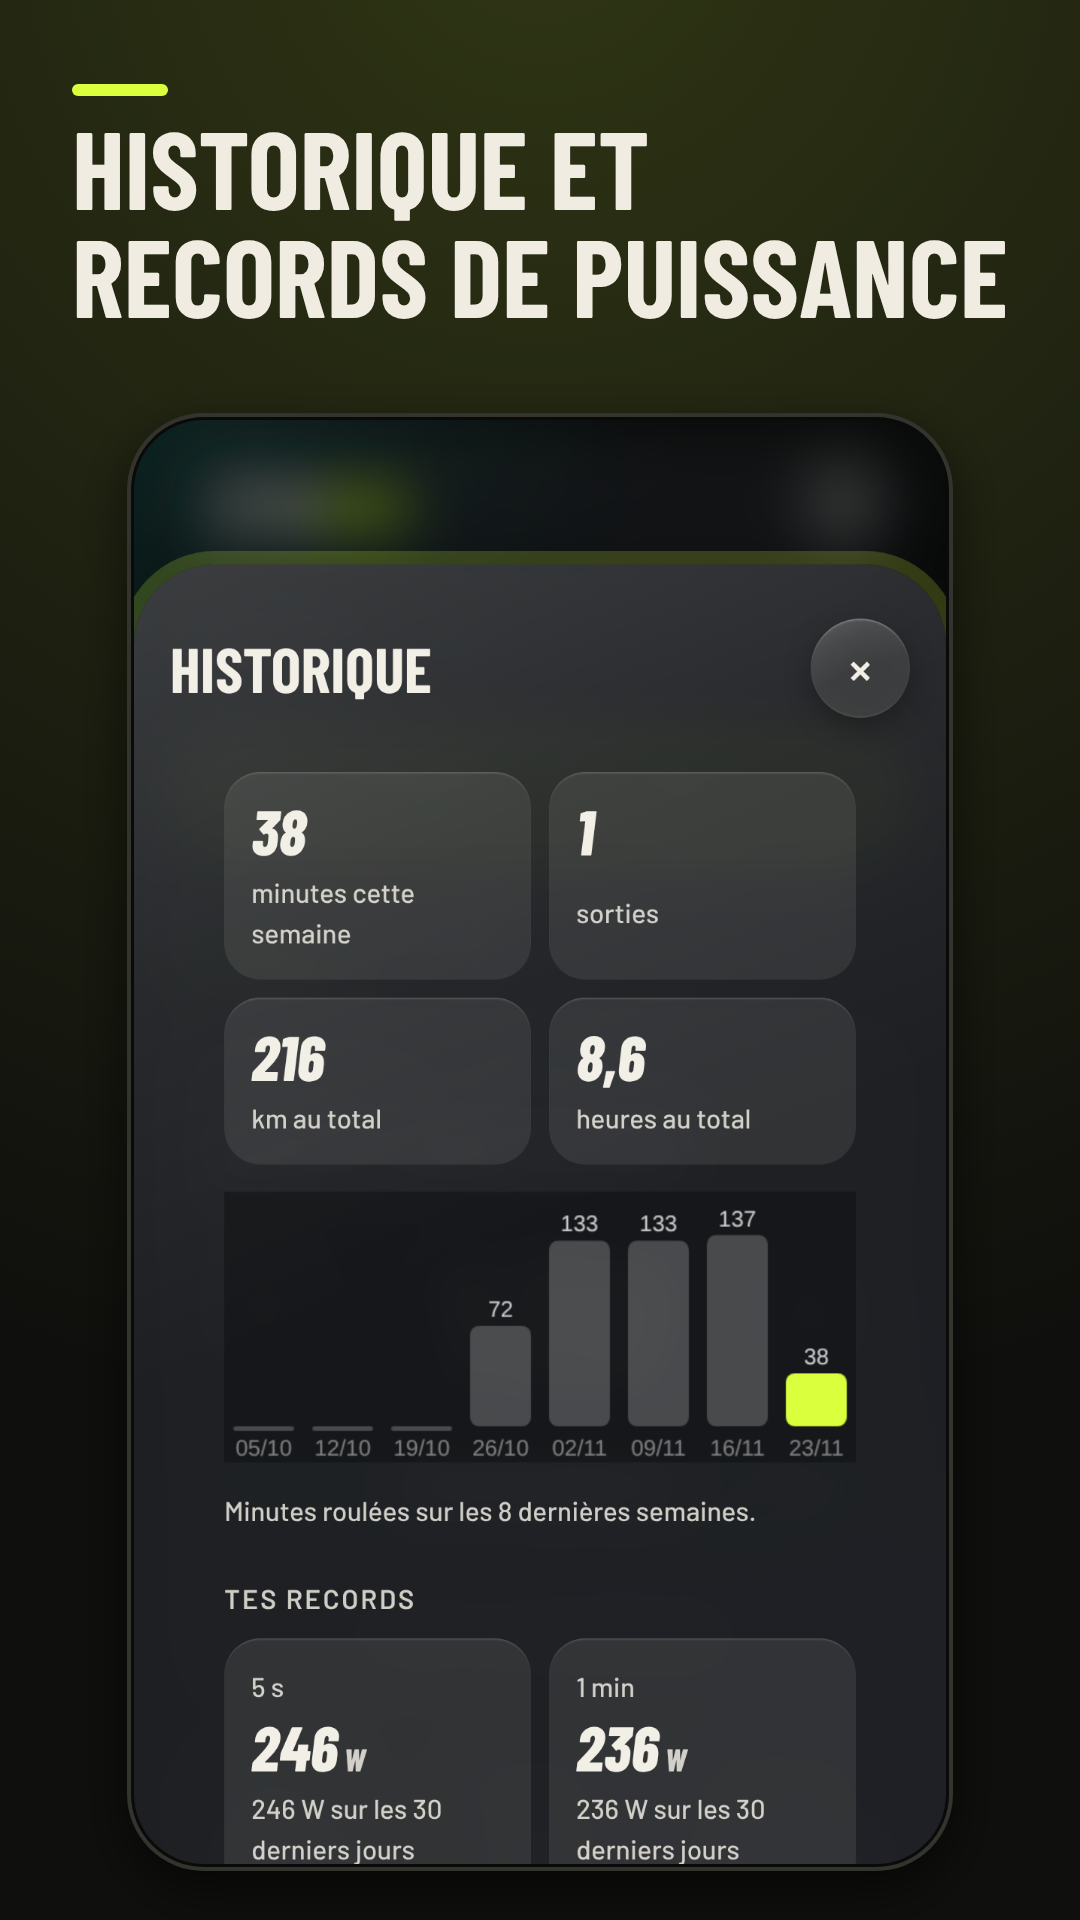 HISTORIQUE ET
RECORDS DE PUISSANCE
HISTORIQUE
×
38
minutes cette
semaine
1
sorties
216
km au total
8,6
heures au total
133 133 137
72
38
05/10 12/10 19/10 26/10 02/11 09/11 16/11 23/11
Minutes roulées sur les 8 dernières semaines.
TES RECORDS
5 s
246 W
246 W sur les 30
derniers jours
1 min
236 W
236 W sur les 30
derniers jours